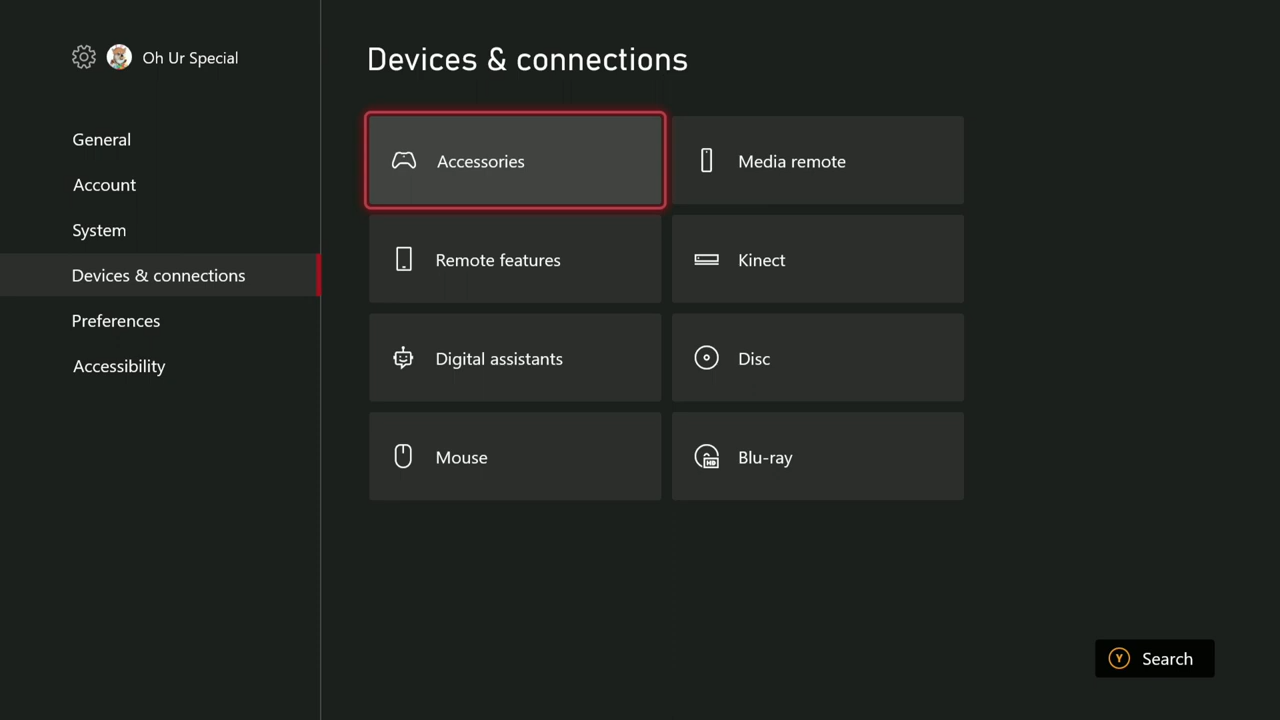 Oh Ur Special
General
Account
System
Devices & connections
Preferences
Accessibility
Devices & connections
Accessories
Media remote
Remote features
Kinect
Digital assistants
Disc
Mouse
HD
Blu-ray
Y Search